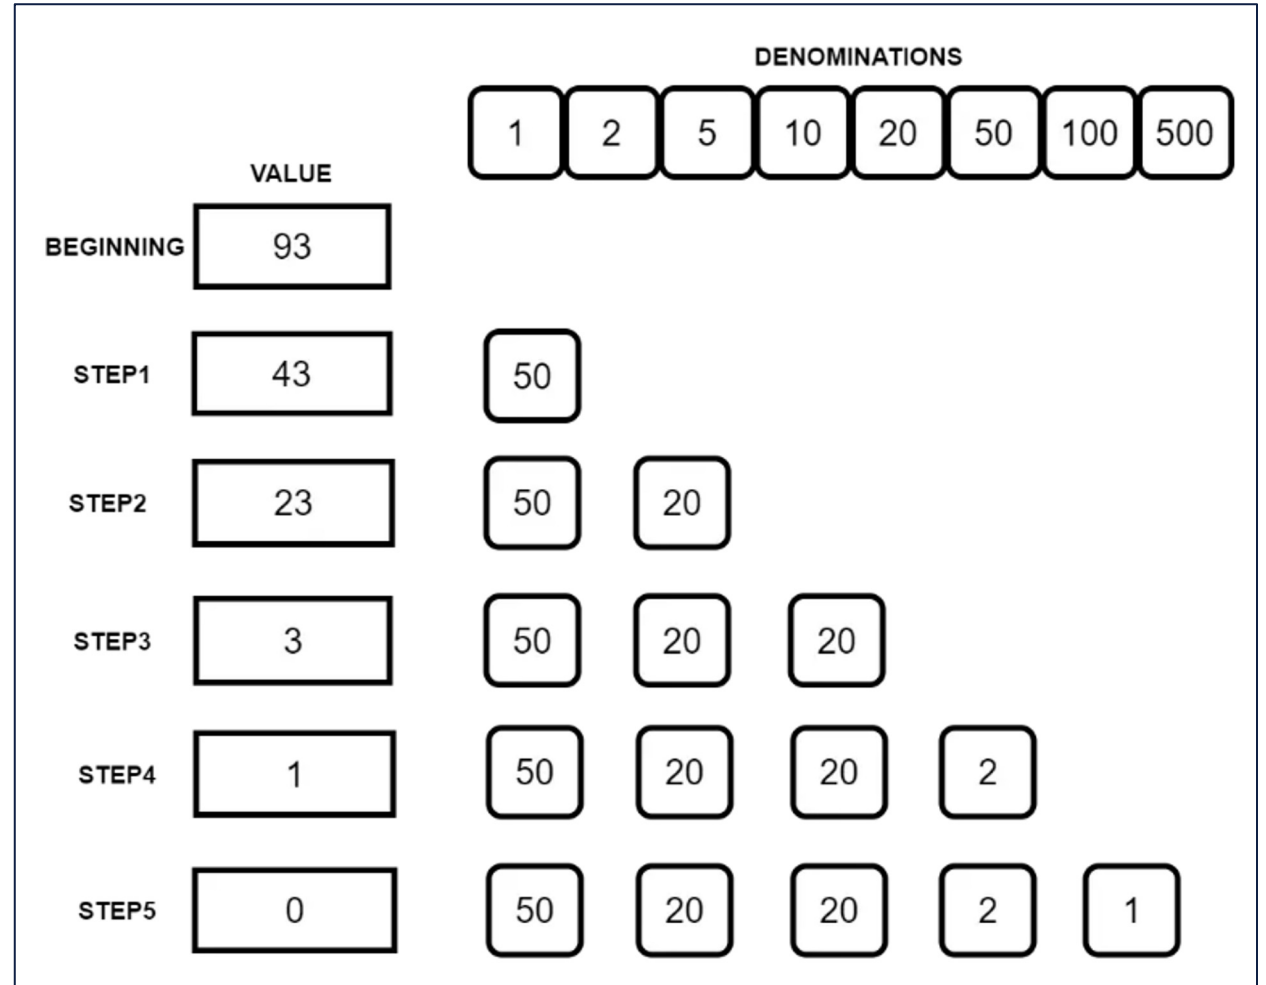 DENOMINATIONS
1 2 5 10 20 50 100 500
VALUE
BEGINNING 93
STEP1 43 50
STEP2 23 50 20
STEP3 3 50 20 20
STEP4 1 50 20 20 2
STEP5 0 50 20 20 2 1